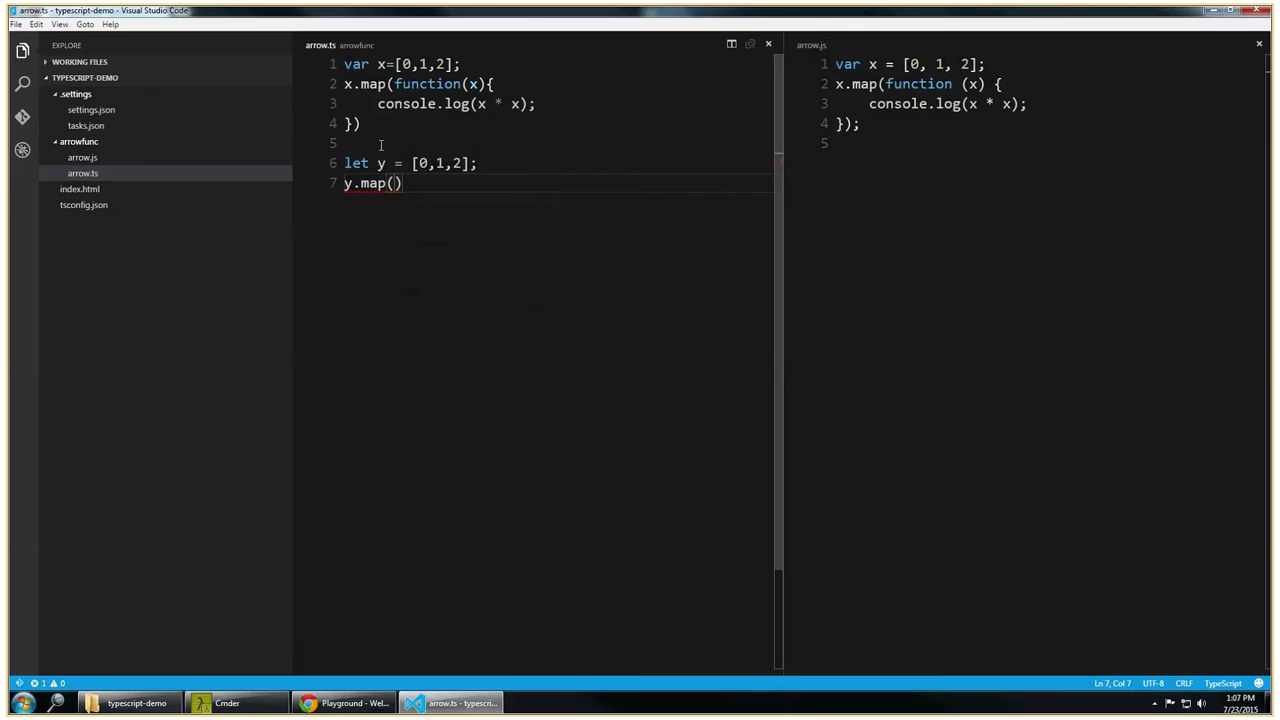 arrow.ts - typescript-demo - Visual Studio Code
File Edit View Goto Help
EXPLORE
WORKING FILES
TYPESCRIPT-DEMO
.settings
settings.json
tasks.json
arrowfunc
arrow.js
arrow.ts
index.html
tsconfig.json
arrow.ts arrowfunc
1 var x=[0,1,2];
2 x.map(function(x){
3 console.log(x * x);
4 })
5
6 let y = [0,1,2];
7 y.map()
arrow.js
1 var x = [0, 1, 2];
2 x.map(function (x) {
3 console.log(x * x);
4 });
5
1 0
Ln 7, Col 7 UTF-8 CRLF TypeScript
typescript-demo
Cmder
Playground - Wel...
arrow.ts - typescri...
1:07 PM
7/23/2015